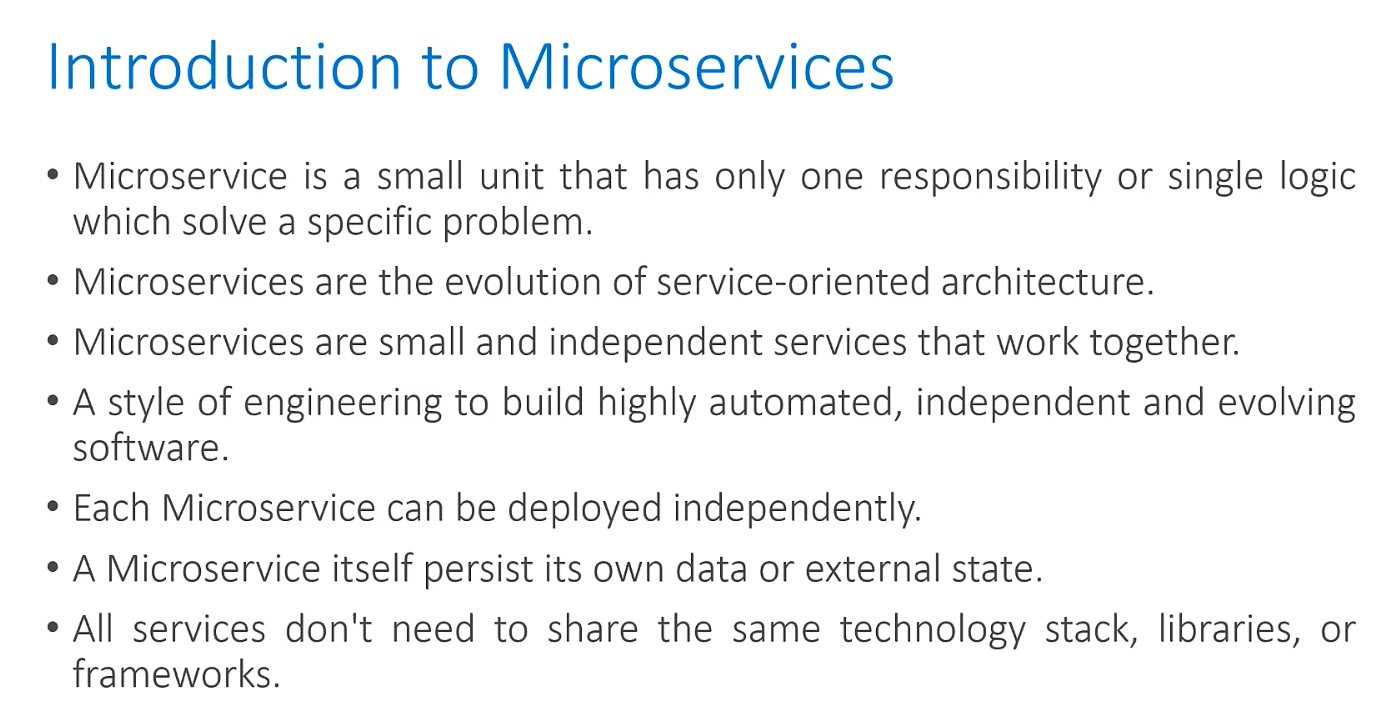 Introduction to Microservices
• Microservice is a small unit that has only one responsibility or single logic
which solve a specific problem.
• Microservices are the evolution of service-oriented architecture.
• Microservices are small and independent services that work together.
• A style of engineering to build highly automated, independent and evolving
software.
• Each Microservice can be deployed independently.
• A Microservice itself persist its own data or external state.
• All services don't need to share the same technology stack, libraries, or
frameworks.